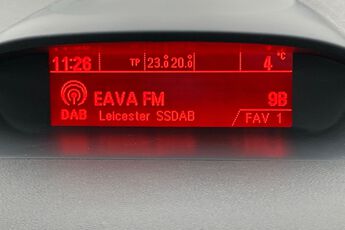 11:26 TP 23.0 20.0 4 °C
EAVA FM 9B
DAB Leicester SSDAB FAV 1